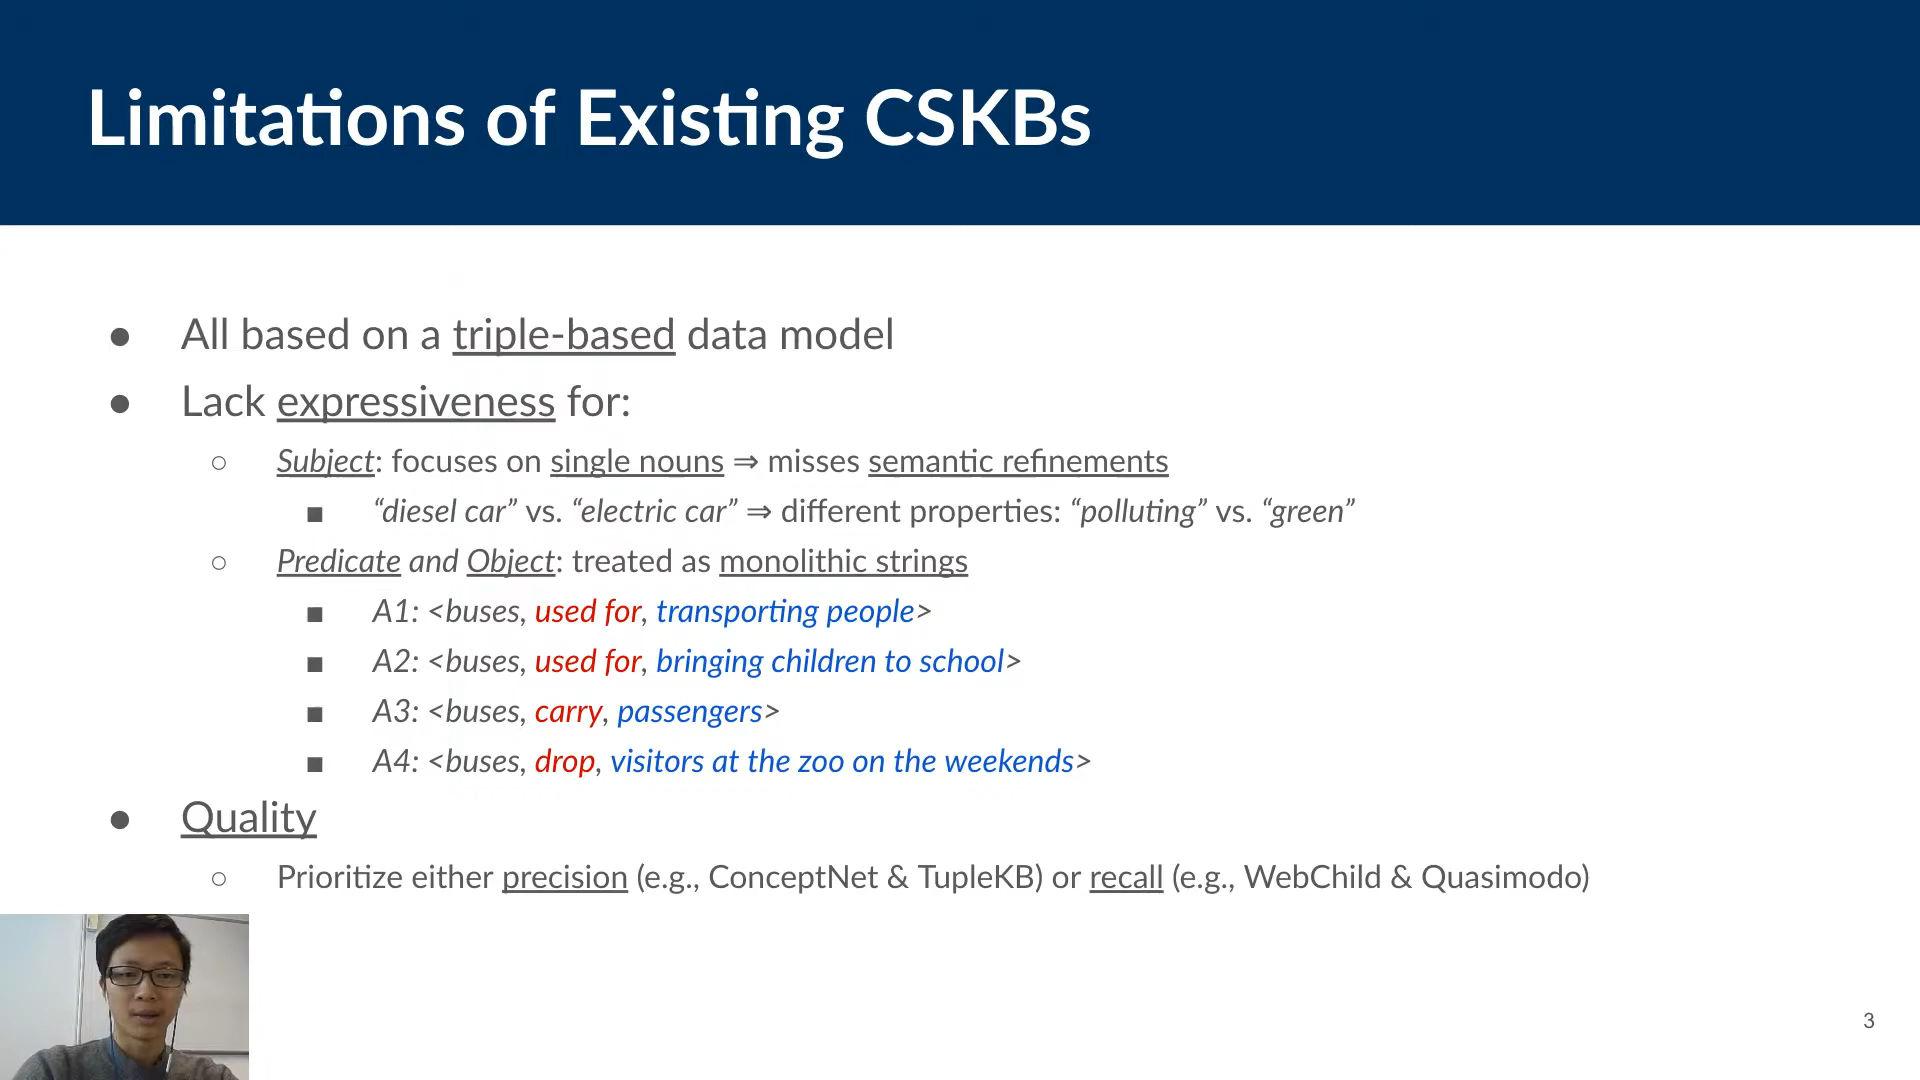 Limitations of Existing CSKBs
● All based on a triple-based data model
● Lack expressiveness for:
○ Subject: focuses on single nouns ⇒ misses semantic refinements
■ “diesel car” vs. “electric car” ⇒ different properties: “polluting” vs. “green”
○ Predicate and Object: treated as monolithic strings
■ A1: <buses, used for, transporting people>
■ A2: <buses, used for, bringing children to school>
■ A3: <buses, carry, passengers>
■ A4: <buses, drop, visitors at the zoo on the weekends>
● Quality
○ Prioritize either precision (e.g., ConceptNet & TupleKB) or recall (e.g., WebChild & Quasimodo)
3